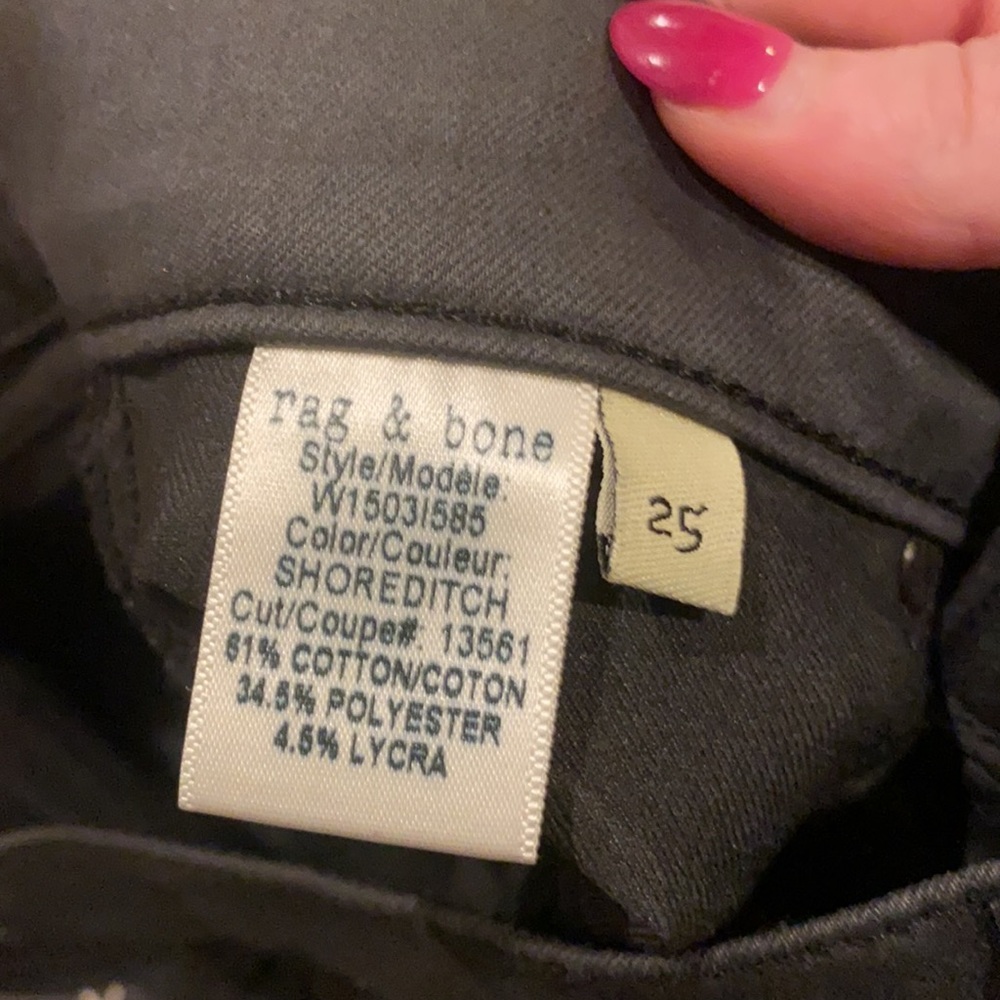 rag & bone
Style/Modèle:
W1503I585
Color/Couleur:
SHOREDITCH
Cut/Coupe#: 13561
61% COTTON/COTON
34.5% POLYESTER
4.5% LYCRA
25